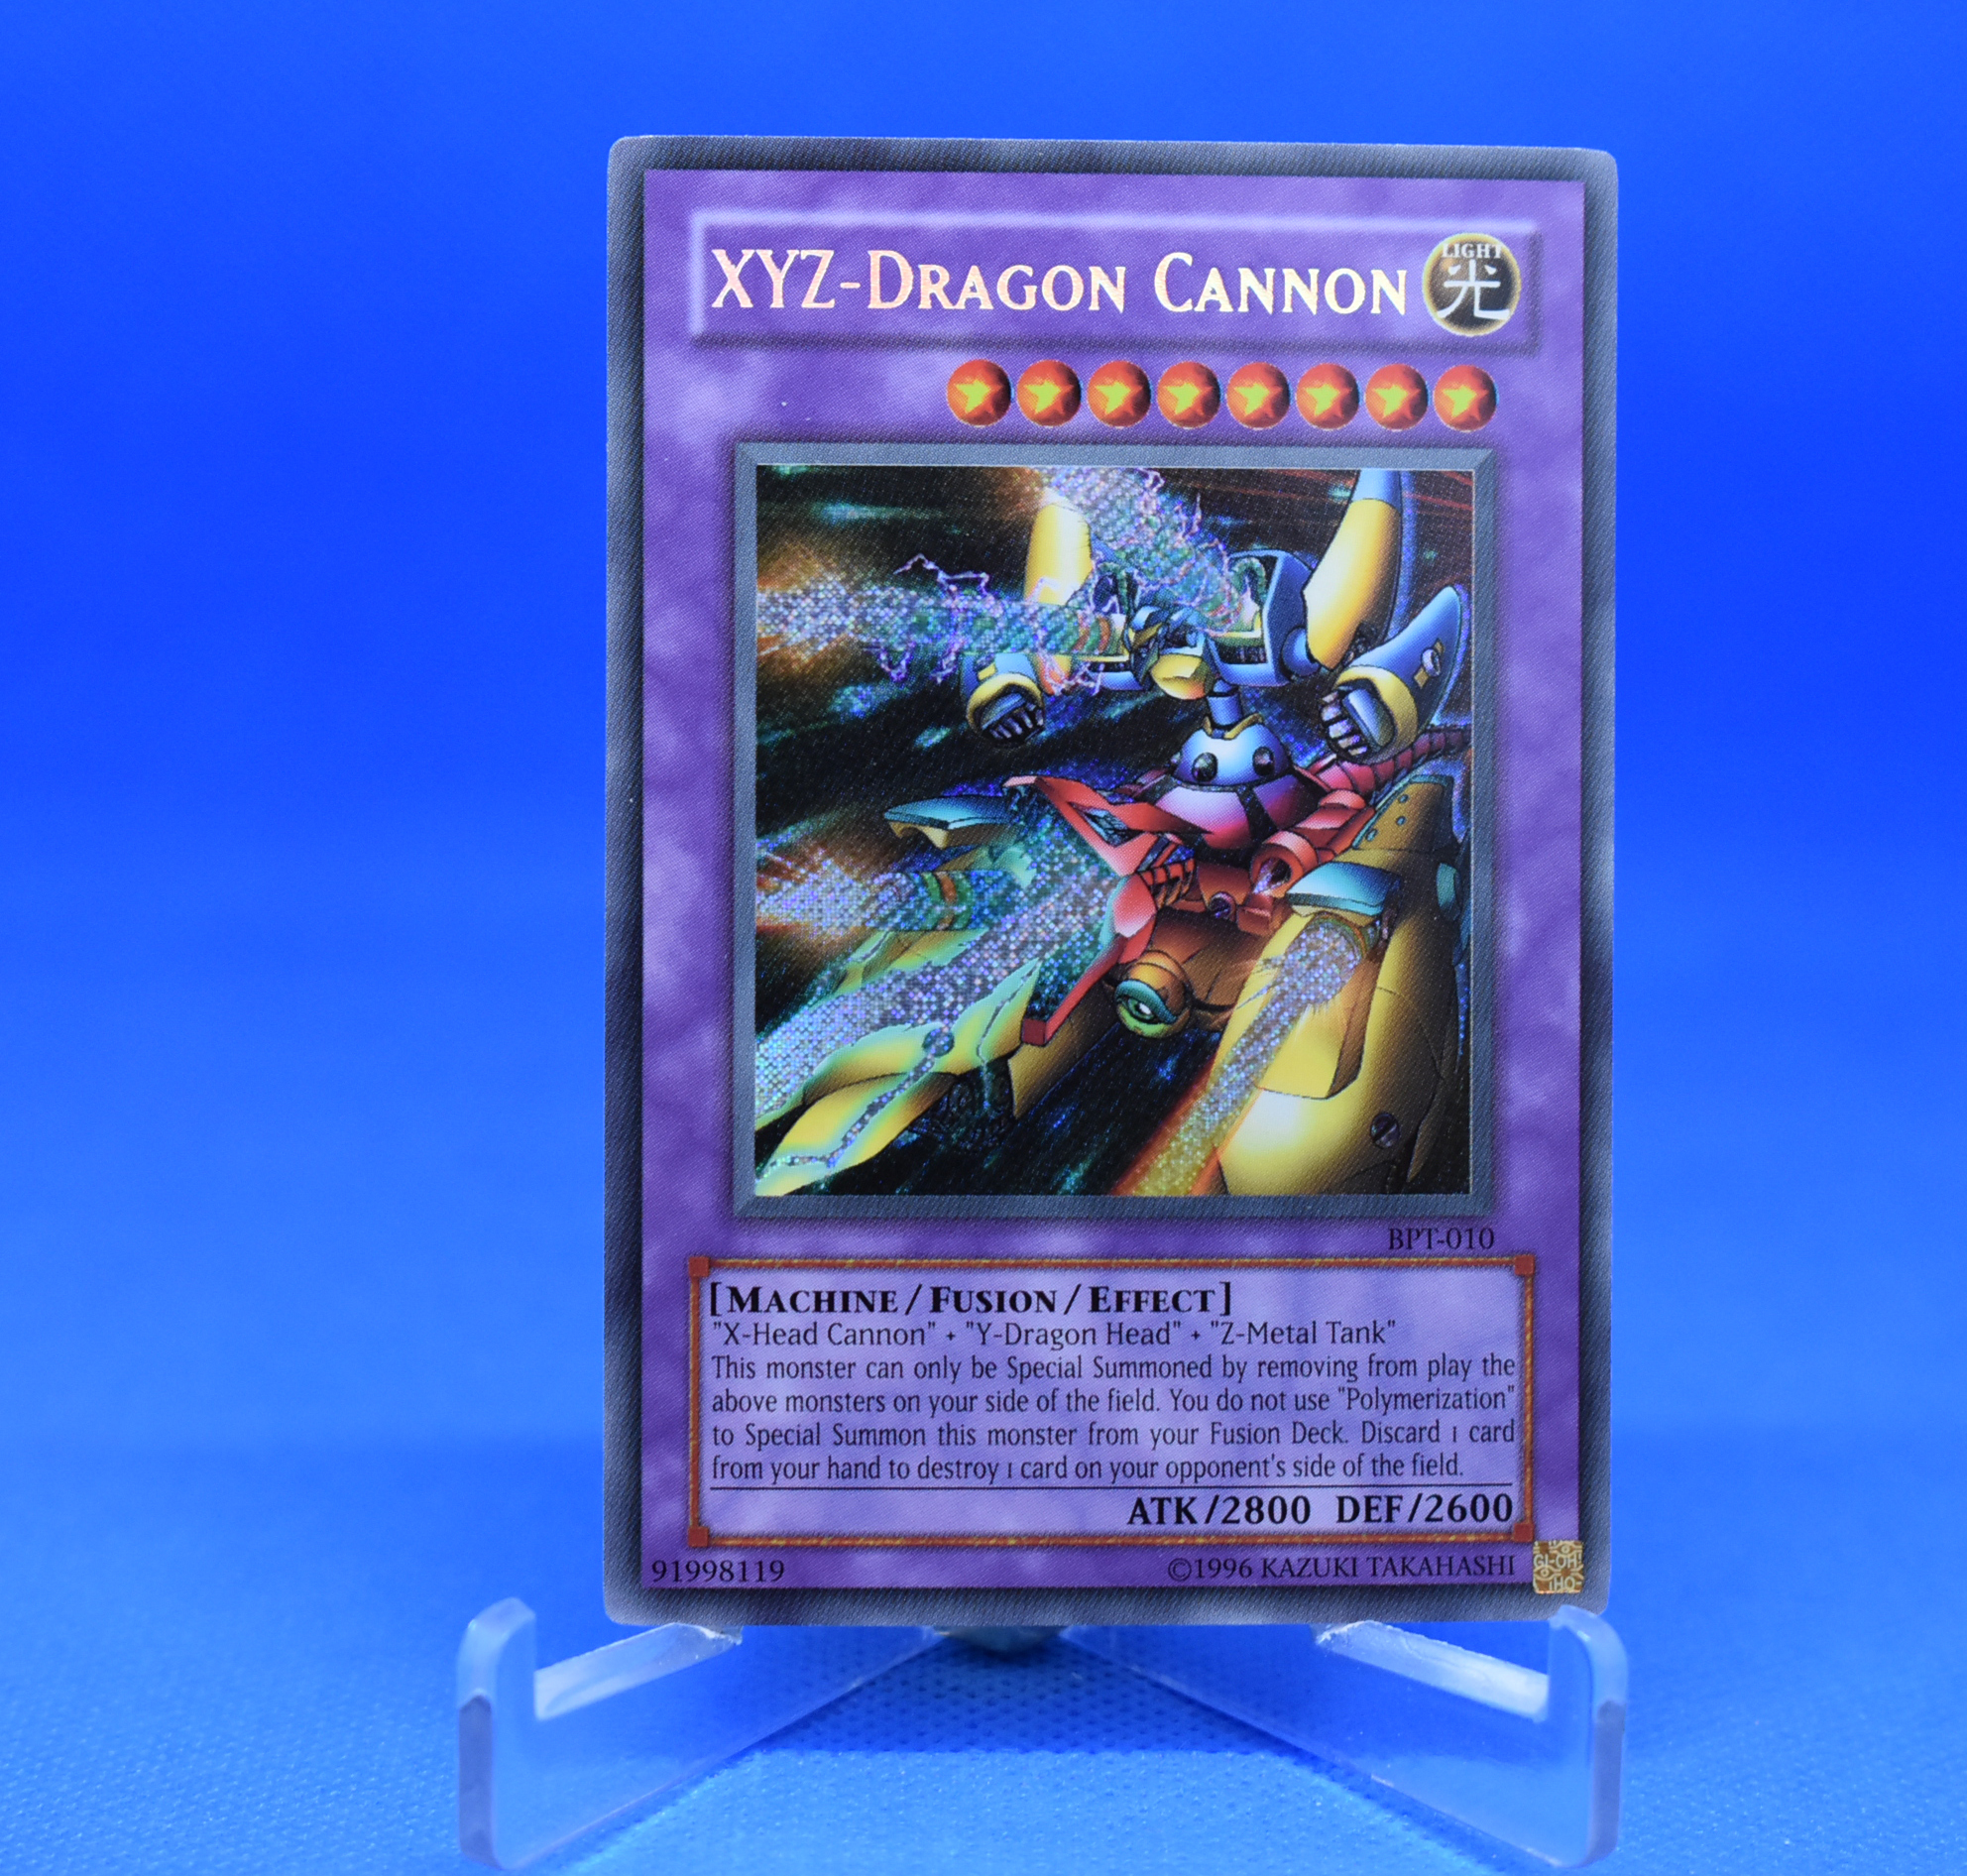 XYZ-Dragon Cannon
LIGHT
光
BPT-010
[Machine/Fusion/Effect]
"X-Head Cannon" + "Y-Dragon Head" + "Z-Metal Tank"
This monster can only be Special Summoned by removing from play the
above monsters on your side of the field. You do not use "Polymerization"
to Special Summon this monster from your Fusion Deck. Discard 1 card
from your hand to destroy 1 card on your opponent's side of the field.
ATK/2800 DEF/2600
91998119
©1996 KAZUKI TAKAHASHI